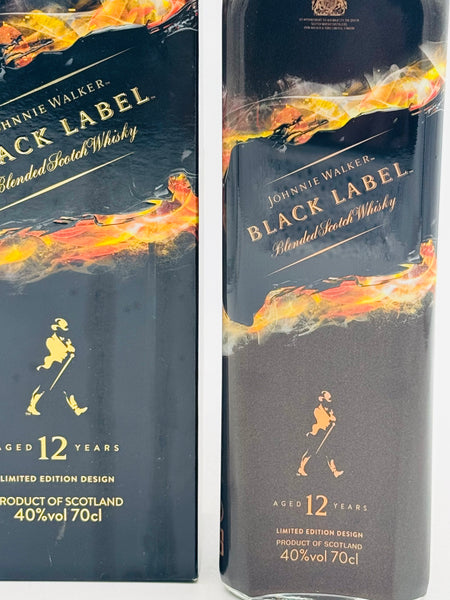 JOHNNIE WALKER
ACK LABEL
Blended Scotch Whisky
AGED 12 YEARS
LIMITED EDITION DESIGN
PRODUCT OF SCOTLAND
40%vol 70cl
JOHNNIE WALKER
BLACK LABEL
Blended Scotch Whisky
AGED 12 YEARS
LIMITED EDITION DESIGN
PRODUCT OF SCOTLAND
40%vol 70cl